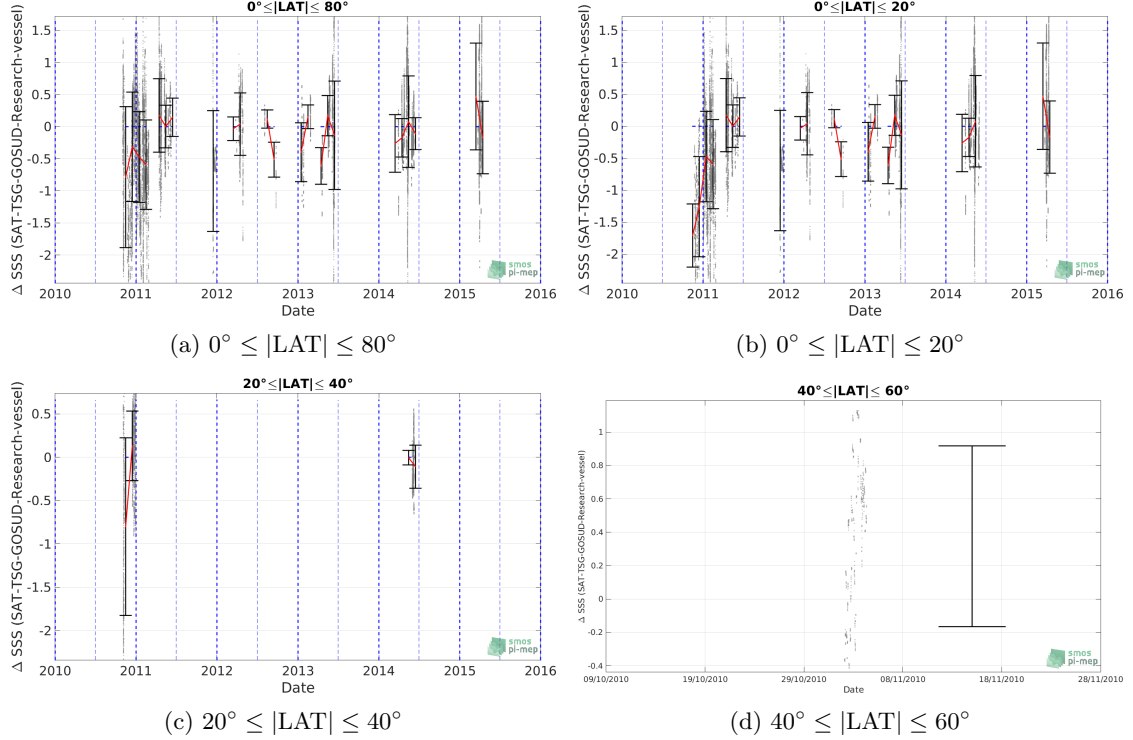 0°≤|LAT|≤ 80°
Δ SSS (SAT-TSG-GOSUD-Research-vessel)
1.5
1
0.5
0
-0.5
-1
-1.5
-2
2010 2011 2012 2013 2014 2015 2016
Date
smos
pi-mep
(a) 0° ≤ |LAT| ≤ 80°
0°≤|LAT|≤ 20°
Δ SSS (SAT-TSG-GOSUD-Research-vessel)
1.5
1
0.5
0
-0.5
-1
-1.5
-2
2010 2011 2012 2013 2014 2015 2016
Date
smos
pi-mep
(b) 0° ≤ |LAT| ≤ 20°
20°≤|LAT|≤ 40°
Δ SSS (SAT-TSG-GOSUD-Research-vessel)
0.5
0
-0.5
-1
-1.5
-2
2010 2011 2012 2013 2014 2015 2016
Date
smos
pi-mep
(c) 20° ≤ |LAT| ≤ 40°
40°≤|LAT|≤ 60°
Δ SSS (SAT-TSG-GOSUD-Research-vessel)
1
0.8
0.6
0.4
0.2
0
-0.2
-0.4
09/10/2010 19/10/2010 29/10/2010 08/11/2010 18/11/2010 28/11/2010
Date
smos
pi-mep
(d) 40° ≤ |LAT| ≤ 60°